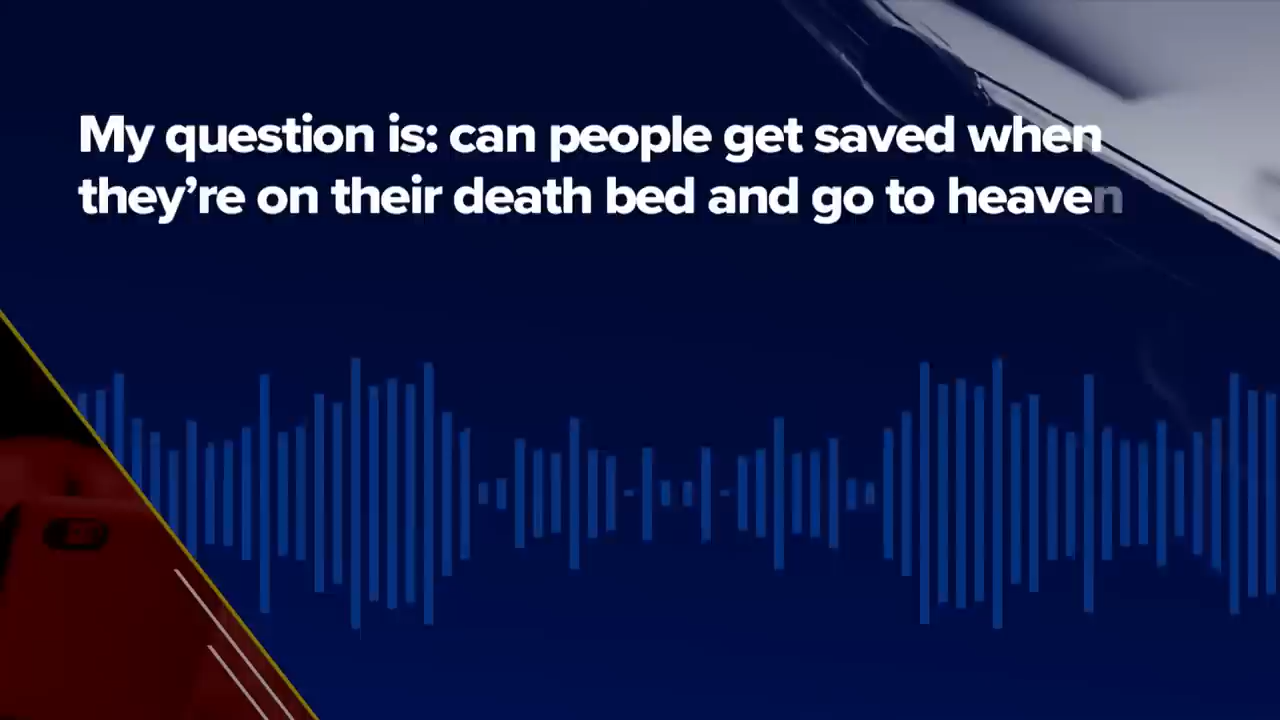 My question is: can people get saved when
they’re on their death bed and go to heaven